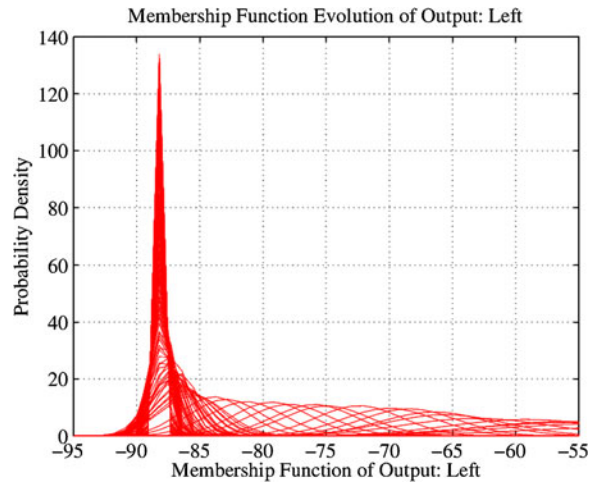 Membership Function Evolution of Output: Left
140
120
100
80
60
40
20
0
Probability Density
−95 −90 −85 −80 −75 −70 −65 −60 −55
Membership Function of Output: Left